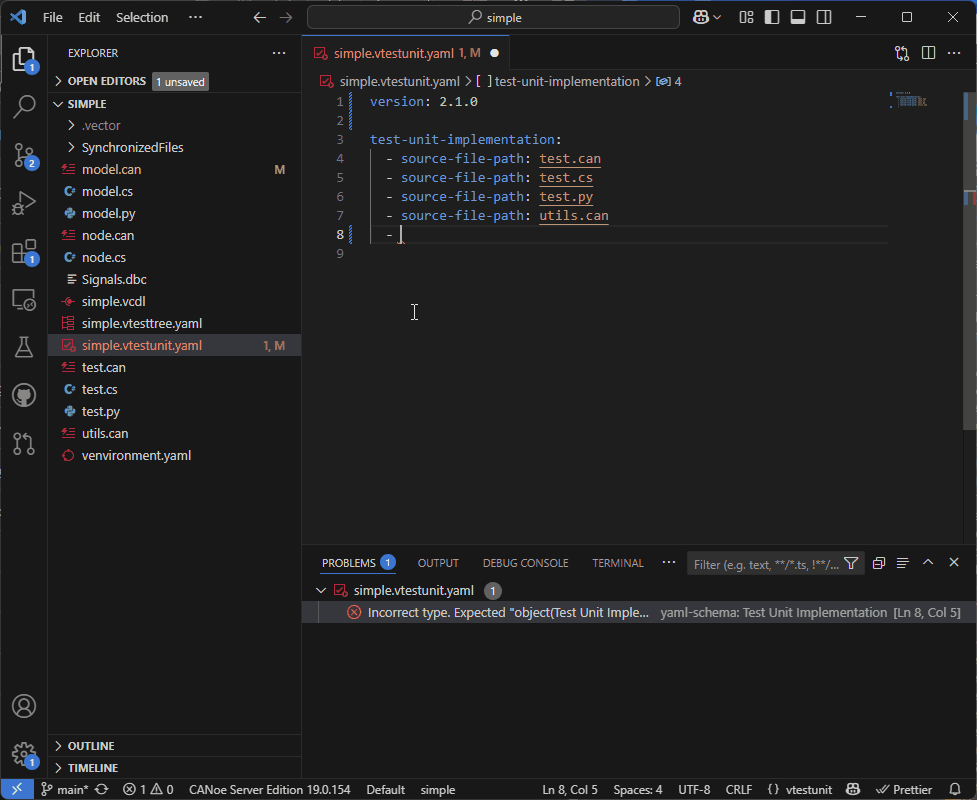 File Edit Selection ··· simple
EXPLORER ···
OPEN EDITORS 1 unsaved
SIMPLE
.vector
SynchronizedFiles
model.can M
model.cs
model.py
node.can
node.cs
Signals.dbc
simple.vcdl
simple.vtesttree.yaml
simple.vtestunit.yaml 1, M
test.can
test.cs
test.py
utils.can
venvironment.yaml
OUTLINE
TIMELINE
1
2
1
1
simple.vtestunit.yaml 1, M
simple.vtestunit.yaml > [ ] test-unit-implementation > 4
1 version: 2.1.0
2
3 test-unit-implementation:
4 - source-file-path: test.can
5 - source-file-path: test.cs
6 - source-file-path: test.py
7 - source-file-path: utils.can
8 -
9
PROBLEMS 1 OUTPUT DEBUG CONSOLE TERMINAL ··· Filter (e.g. text, **/*.ts, !**/...
simple.vtestunit.yaml 1
Incorrect type. Expected "object(Test Unit Imple... yaml-schema: Test Unit Implementation [Ln 8, Col 5]
main* 1 0 CANoe Server Edition 19.0.154 Default simple Ln 8, Col 5 Spaces: 4 UTF-8 CRLF { } vtestunit Prettier